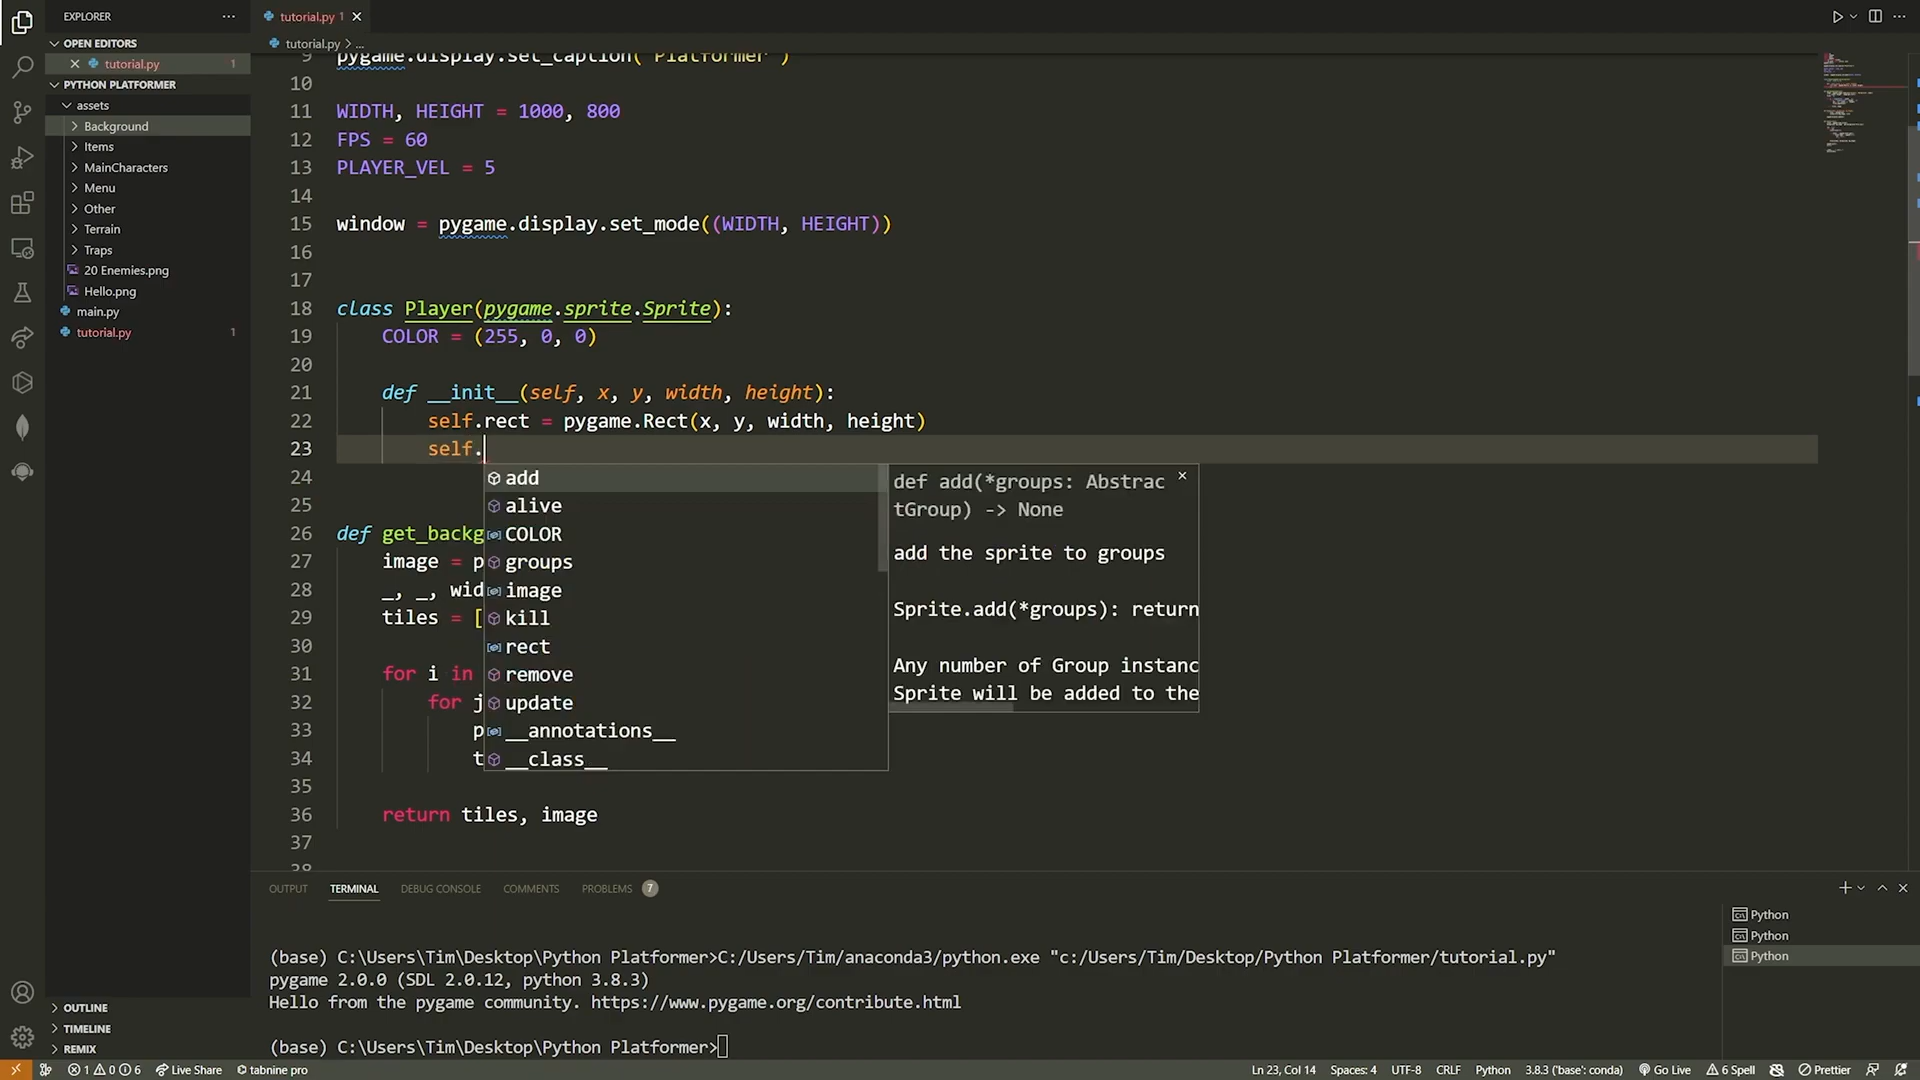 EXPLORER
OPEN EDITORS
tutorial.py 1
PYTHON PLATFORMER
assets
Background
Items
MainCharacters
Menu
Other
Terrain
Traps
20 Enemies.png
Hello.png
main.py
tutorial.py 1
OUTLINE
TIMELINE
REMIX
tutorial.py 1
tutorial.py > ...
9 pygame.display.set_caption("Platformer")
10
11 WIDTH, HEIGHT = 1000, 800
12 FPS = 60
13 PLAYER_VEL = 5
14
15 window = pygame.display.set_mode((WIDTH, HEIGHT))
16
17
18 class Player(pygame.sprite.Sprite):
19 COLOR = (255, 0, 0)
20
21 def __init__(self, x, y, width, height):
22 self.rect = pygame.Rect(x, y, width, height)
23 self.
24
25
26 def get_backg
27 image = p
28 _, _, wid
29 tiles = [
30
31 for i in
32 for j
33 p
34 t
35
36 return tiles, image
37
38
add
alive
COLOR
groups
image
kill
rect
remove
update
__annotations__
__class__
def add(*groups: Abstrac
tGroup) -> None
add the sprite to groups
Sprite.add(*groups): return
Any number of Group instanc
Sprite will be added to the
OUTPUT TERMINAL DEBUG CONSOLE COMMENTS PROBLEMS 7
(base) C:\Users\Tim\Desktop\Python Platformer>C:/Users/Tim/anaconda3/python.exe "c:/Users/Tim/Desktop/Python Platformer/tutorial.py"
pygame 2.0.0 (SDL 2.0.12, python 3.8.3)
Hello from the pygame community. https://www.pygame.org/contribute.html
(base) C:\Users\Tim\Desktop\Python Platformer>
Python
Python
Python
1 0 6 Live Share tabnine pro Ln 23, Col 14 Spaces: 4 UTF-8 CRLF Python 3.8.3 ('base': conda) Go Live 6 Spell Prettier